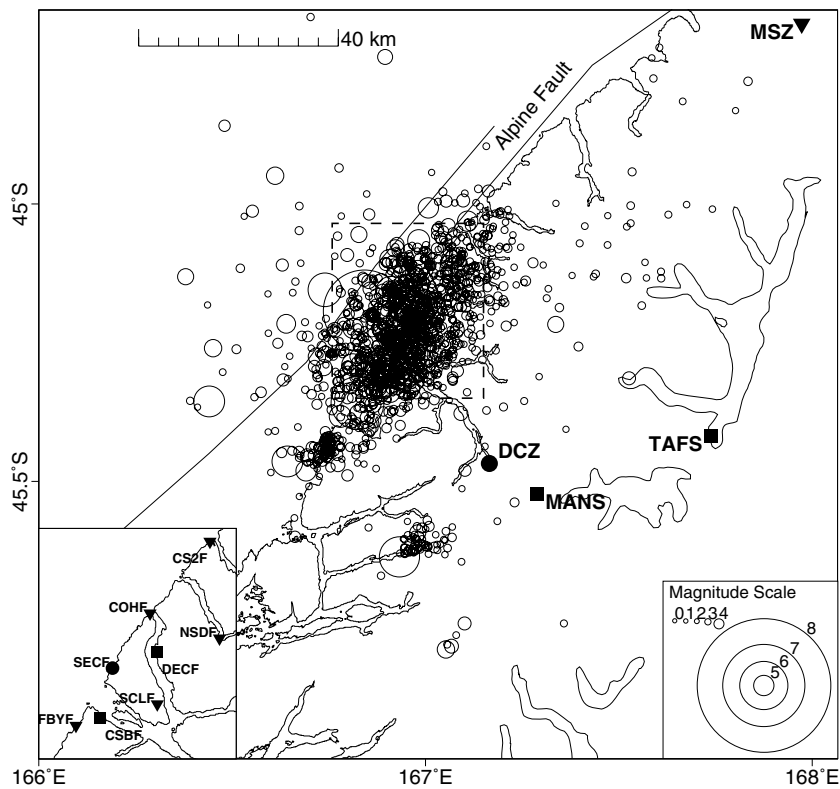 MSZ
40 km
Alpine Fault
45°S
TAFS
DCZ
MANS
45.5°S
CS2F
COHF
NSDF
SECF
DECF
SCLF
FBYF
CSBF
Magnitude Scale
01234
8
7
6
5
166°E
167°E
168°E